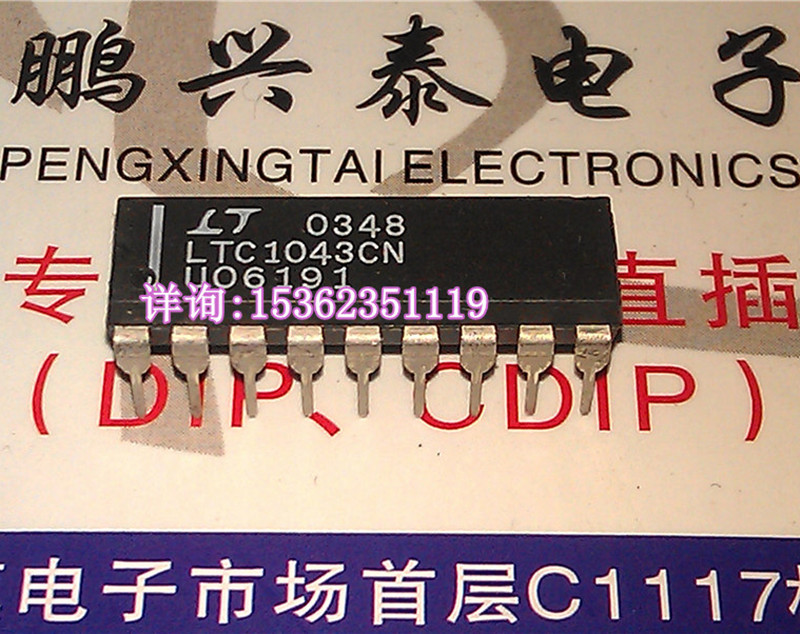 鹏兴泰电子
PENGXINGTAI ELECTRONICS
LT 0348
LTC1043CN
U06191
专 直插
详询:15362351119
(DIP、CDIP)
电子市场首层C1117